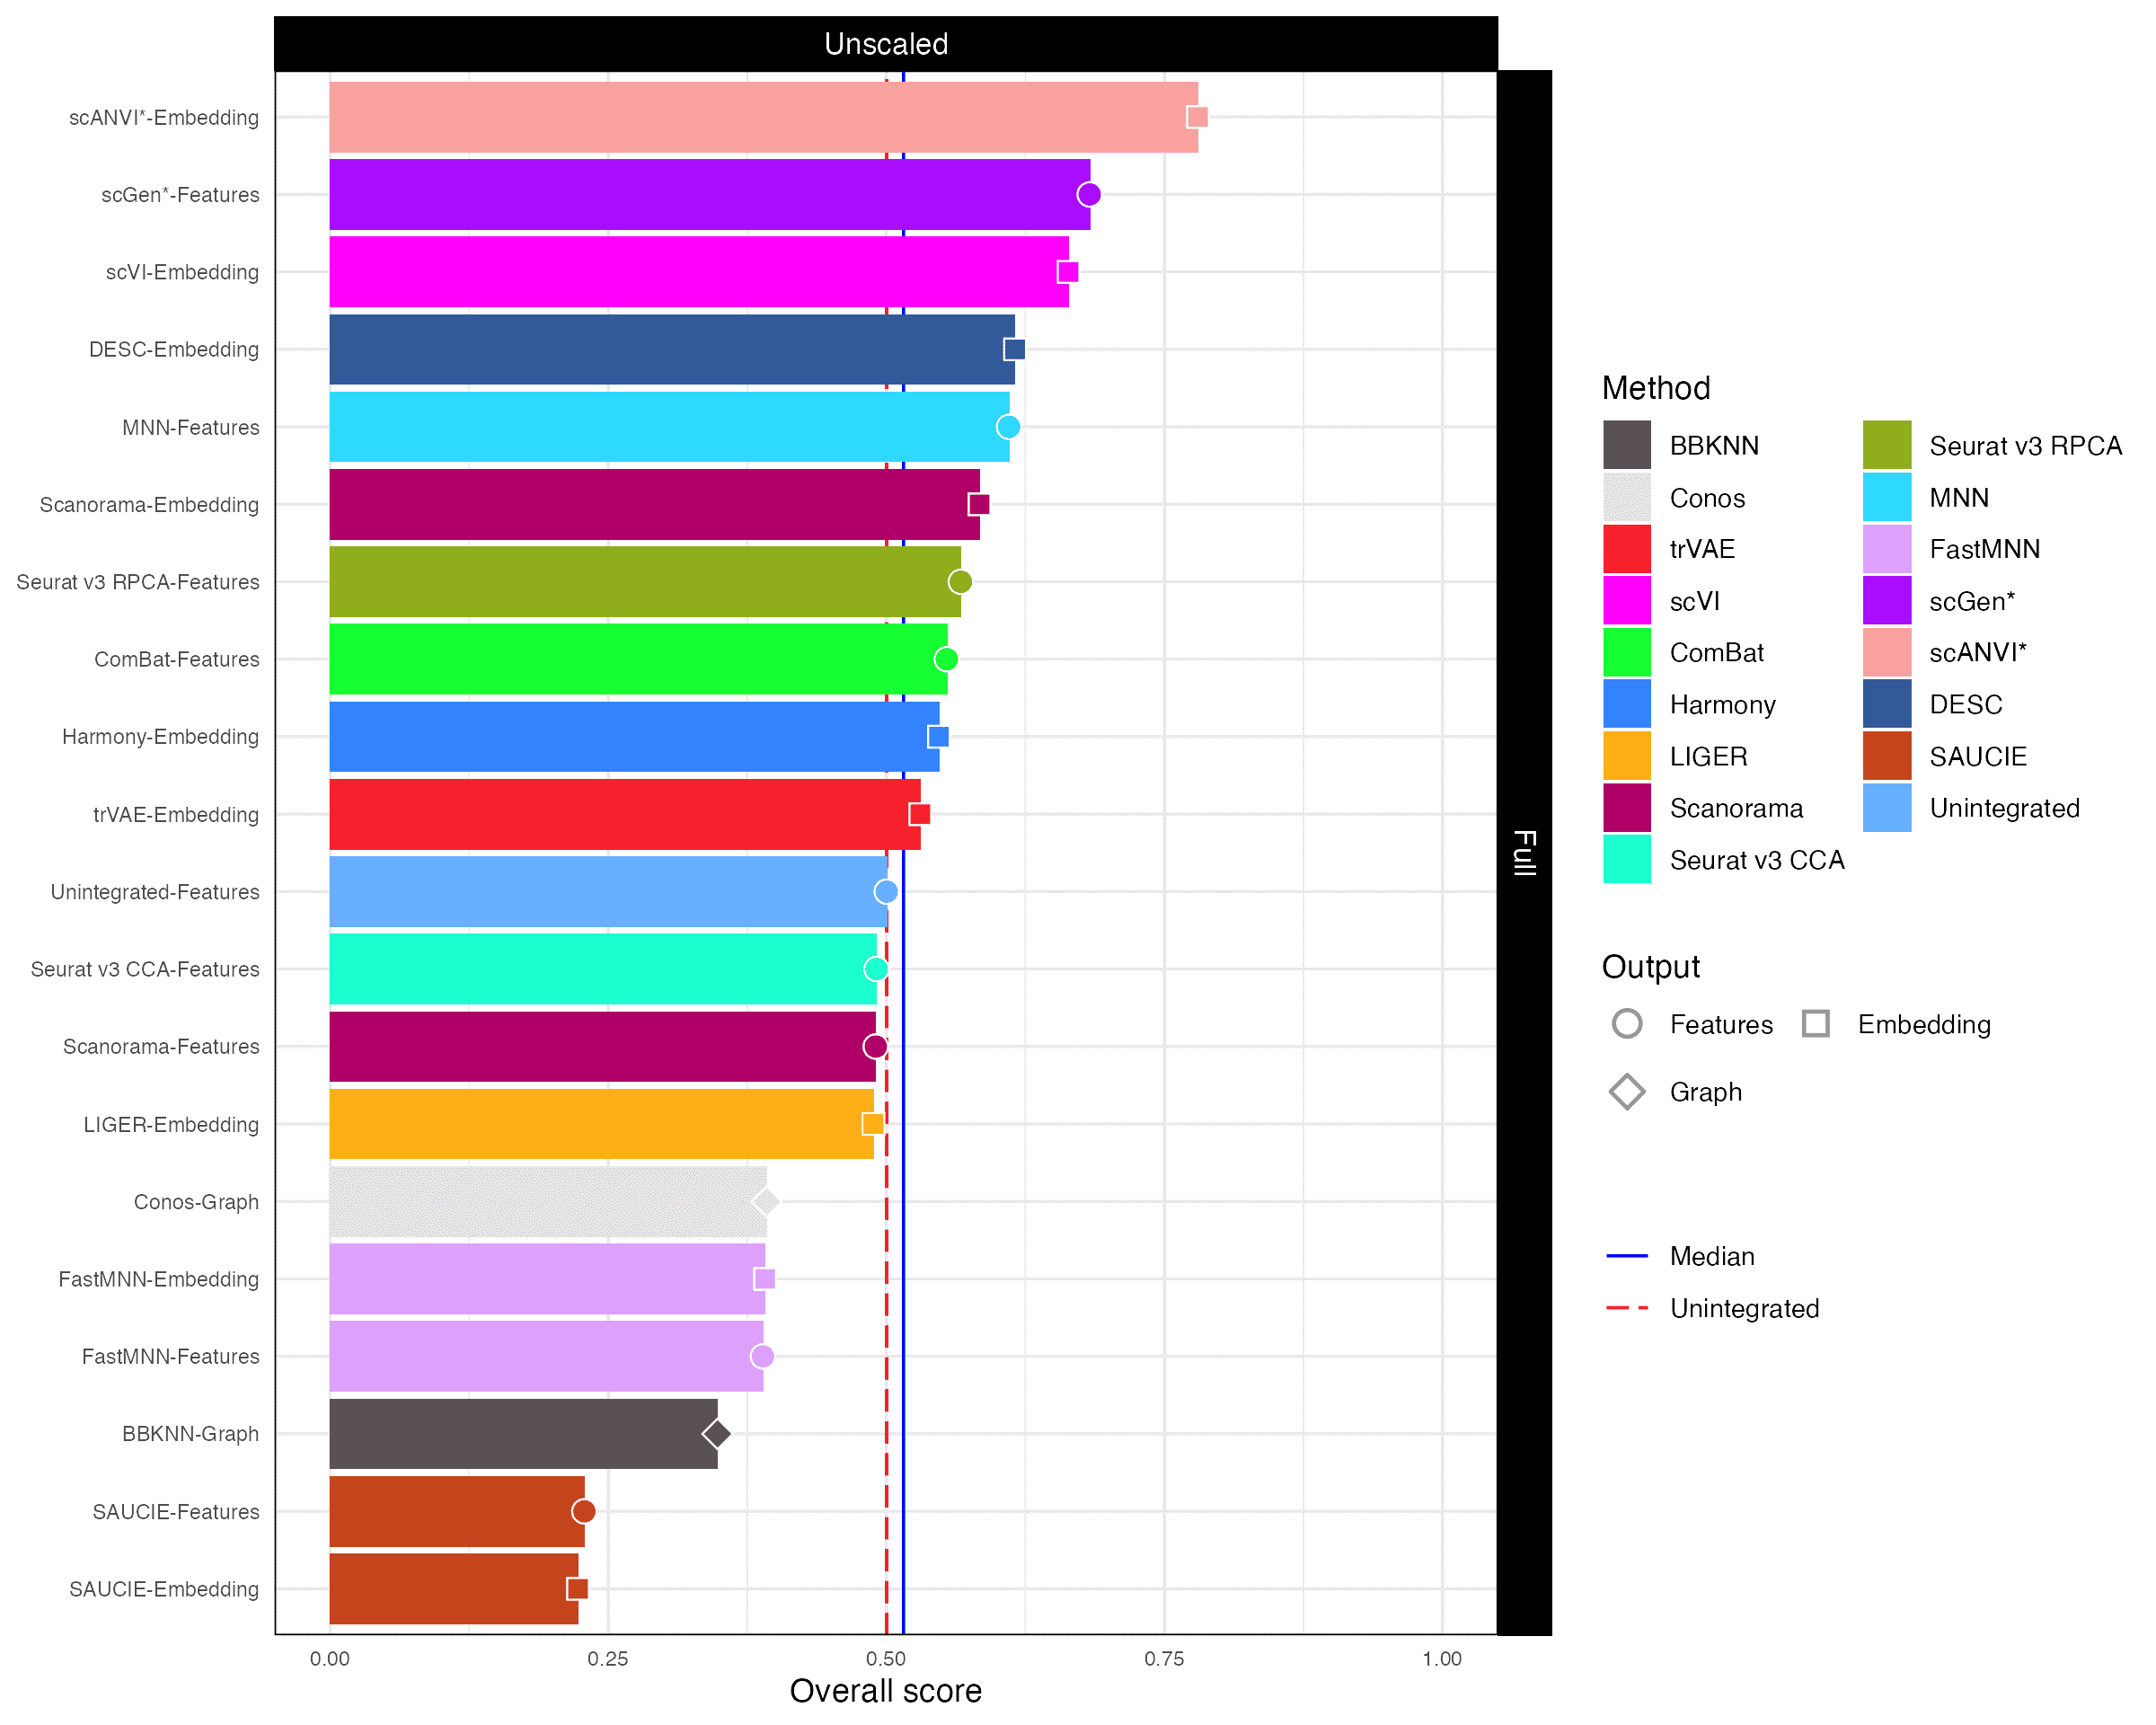 Unscaled
scANVI*-Embedding
scGen*-Features
scVI-Embedding
DESC-Embedding
MNN-Features
Scanorama-Embedding
Seurat v3 RPCA-Features
ComBat-Features
Harmony-Embedding
trVAE-Embedding
Unintegrated-Features
Seurat v3 CCA-Features
Scanorama-Features
LIGER-Embedding
Conos-Graph
FastMNN-Embedding
FastMNN-Features
BBKNN-Graph
SAUCIE-Features
SAUCIE-Embedding
0.00 0.25 0.50 0.75 1.00
Overall score
Full
Method
BBKNN Seurat v3 RPCA
Conos MNN
trVAE FastMNN
scVI scGen*
ComBat scANVI*
Harmony DESC
LIGER SAUCIE
Scanorama Unintegrated
Seurat v3 CCA
Output
Features Embedding
Graph
Median
Unintegrated